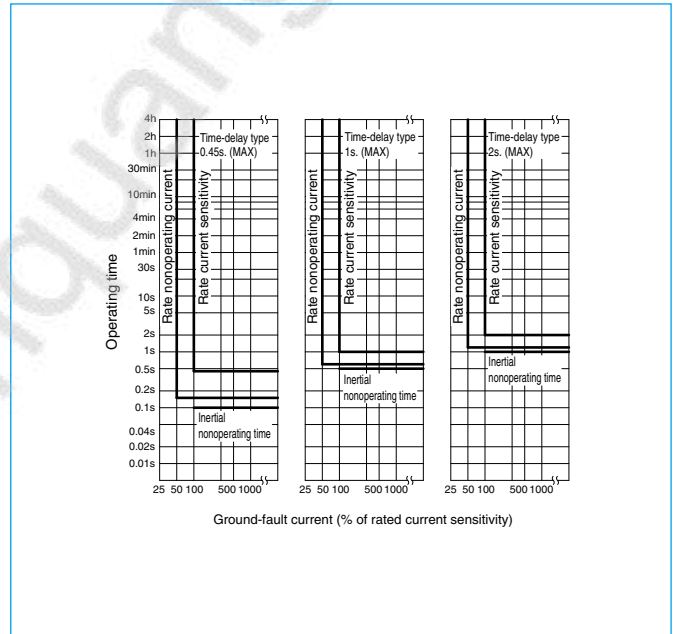 4h
2h
1h
30min
10min
4min
2min
1min
30s
10s
5s
2s
1s
0.5s
0.2s
0.1s
0.04s
0.02s
0.01s
Operating time
Rate nonoperating current
Rate current sensitivity
Time-delay type
0.45s. (MAX)
Inertial
nonoperating time
25 50 100 500 1000
Rate nonoperating current
Rate current sensitivity
Time-delay type
1s. (MAX)
Inertial
nonoperating time
25 50 100 500 1000
Rate nonoperating current
Rate current sensitivity
Time-delay type
2s. (MAX)
Inertial
nonoperating time
25 50 100 500 1000
Ground-fault current (% of rated current sensitivity)